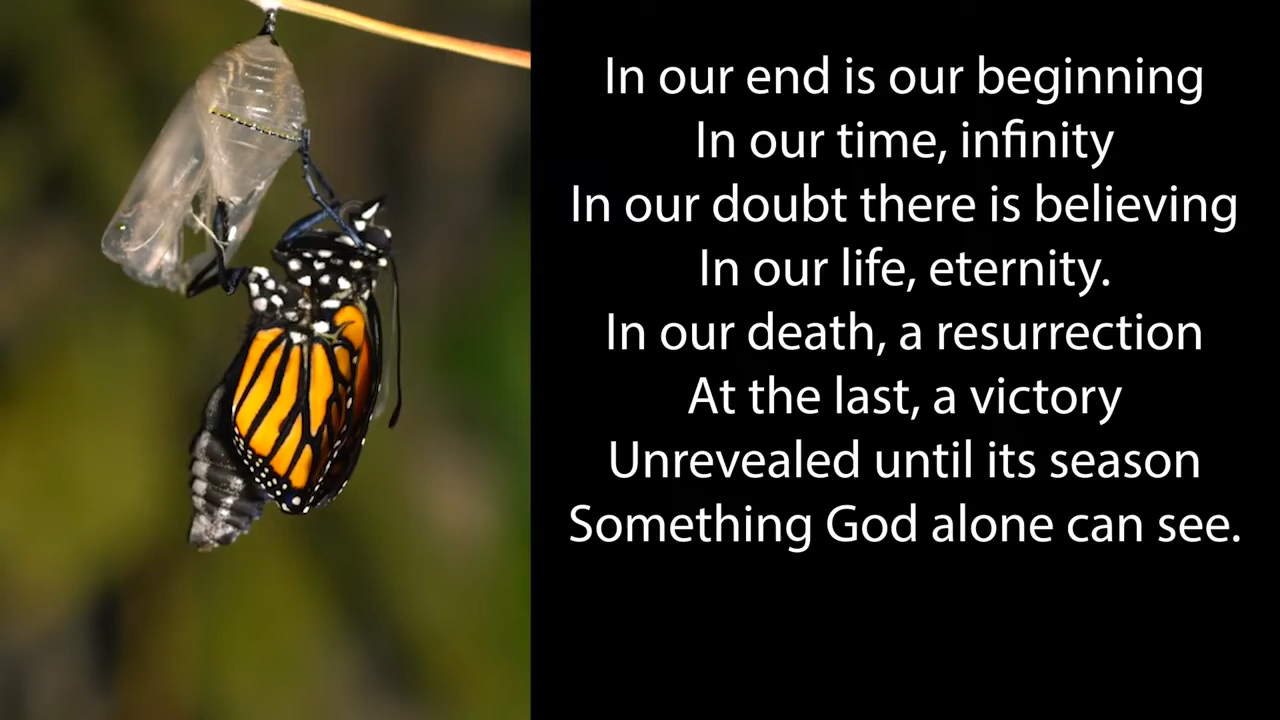 In our end is our beginning
In our time, infinity
In our doubt there is believing
In our life, eternity.
In our death, a resurrection
At the last, a victory
Unrevealed until its season
Something God alone can see.